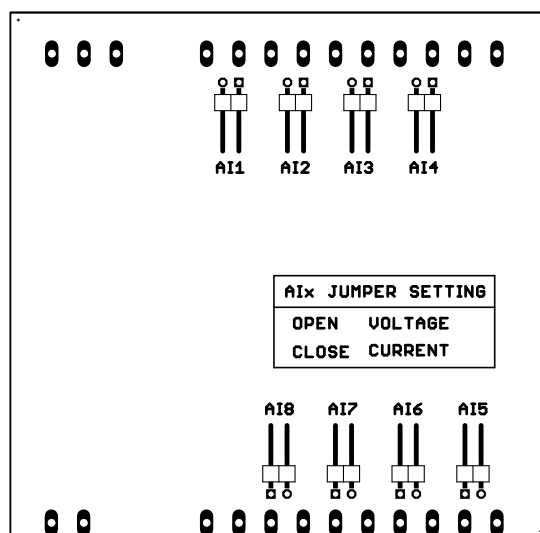 AI1 AI2 AI3 AI4
AIx JUMPER SETTING
OPEN VOLTAGE
CLOSE CURRENT
AI8 AI7 AI6 AI5